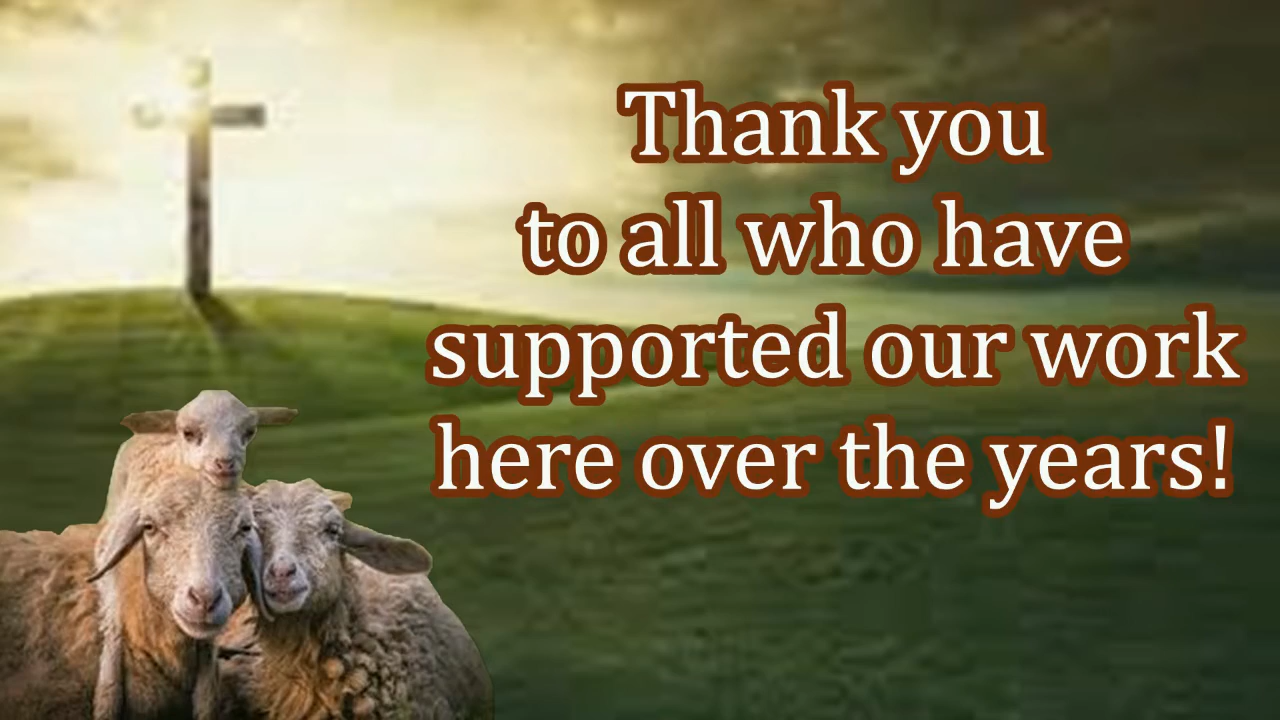 Thank you
to all who have
supported our work
here over the years!